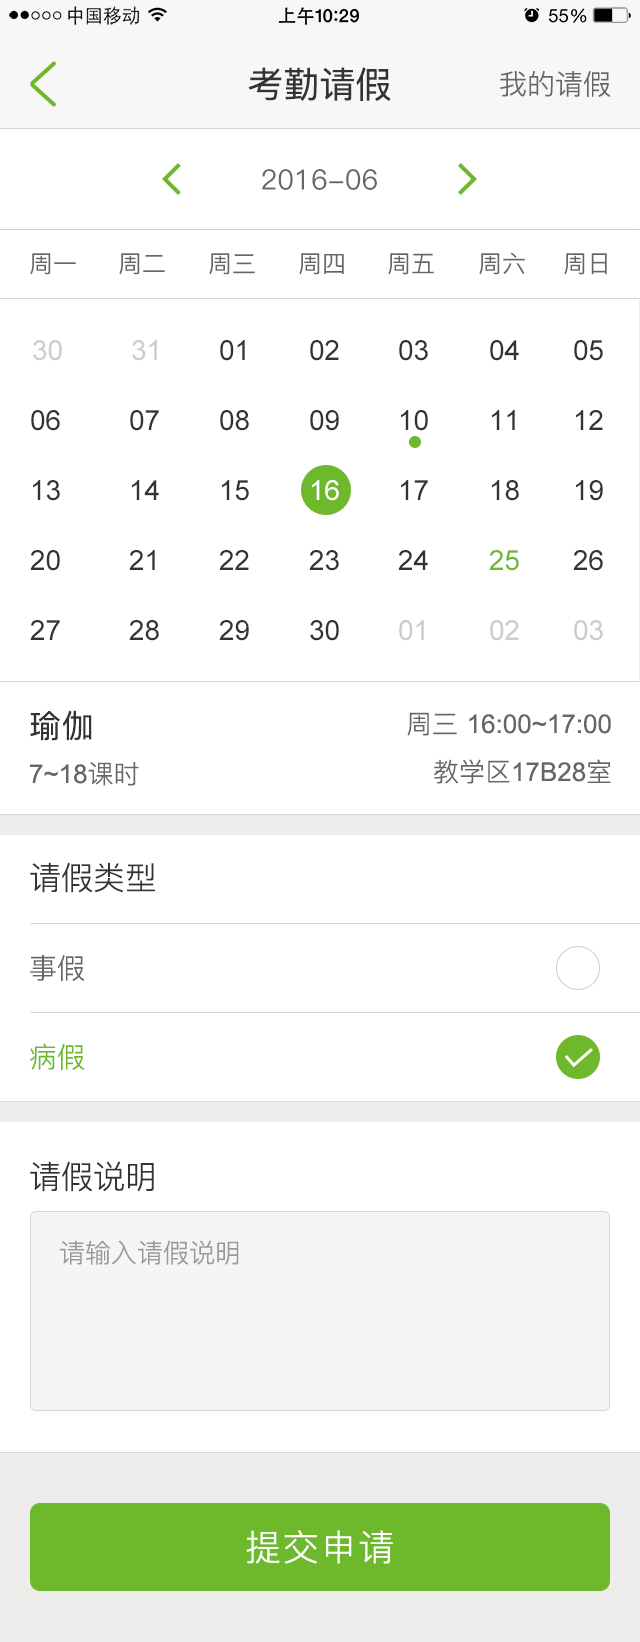 中国移动 上午10:29 55%
考勤请假 我的请假
2016-06
周一 周二 周三 周四 周五 周六 周日
30 31 01 02 03 04 05
06 07 08 09 10 11 12
13 14 15 16 17 18 19
20 21 22 23 24 25 26
27 28 29 30 01 02 03
瑜伽 周三 16:00~17:00
7~18课时 教学区17B28室
请假类型
事假
病假
请假说明
请输入请假说明
提交申请